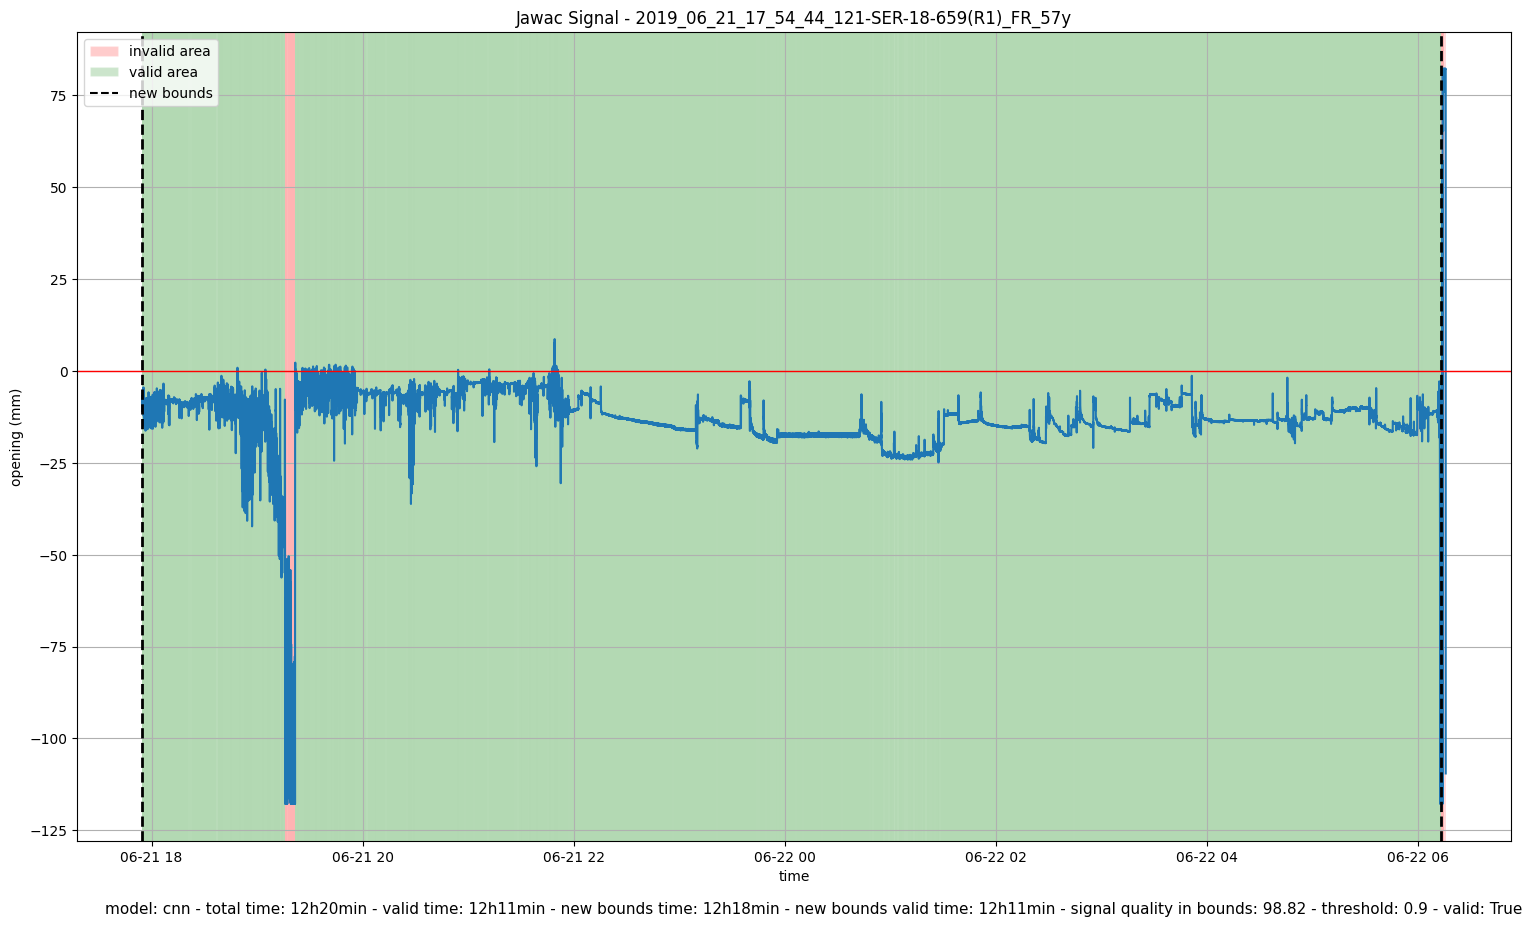 Jawac Signal - 2019_06_21_17_54_44_121-SER-18-659(R1)_FR_57y
invalid area
valid area
new bounds
75
50
25
0
−25
−50
−75
−100
−125
opening (mm)
06-21 18
06-21 20
06-21 22
06-22 00
06-22 02
06-22 04
06-22 06
time
model: cnn - total time: 12h20min - valid time: 12h11min - new bounds time: 12h18min - new bounds valid time: 12h11min - signal quality in bounds: 98.82 - threshold: 0.9 - valid: True